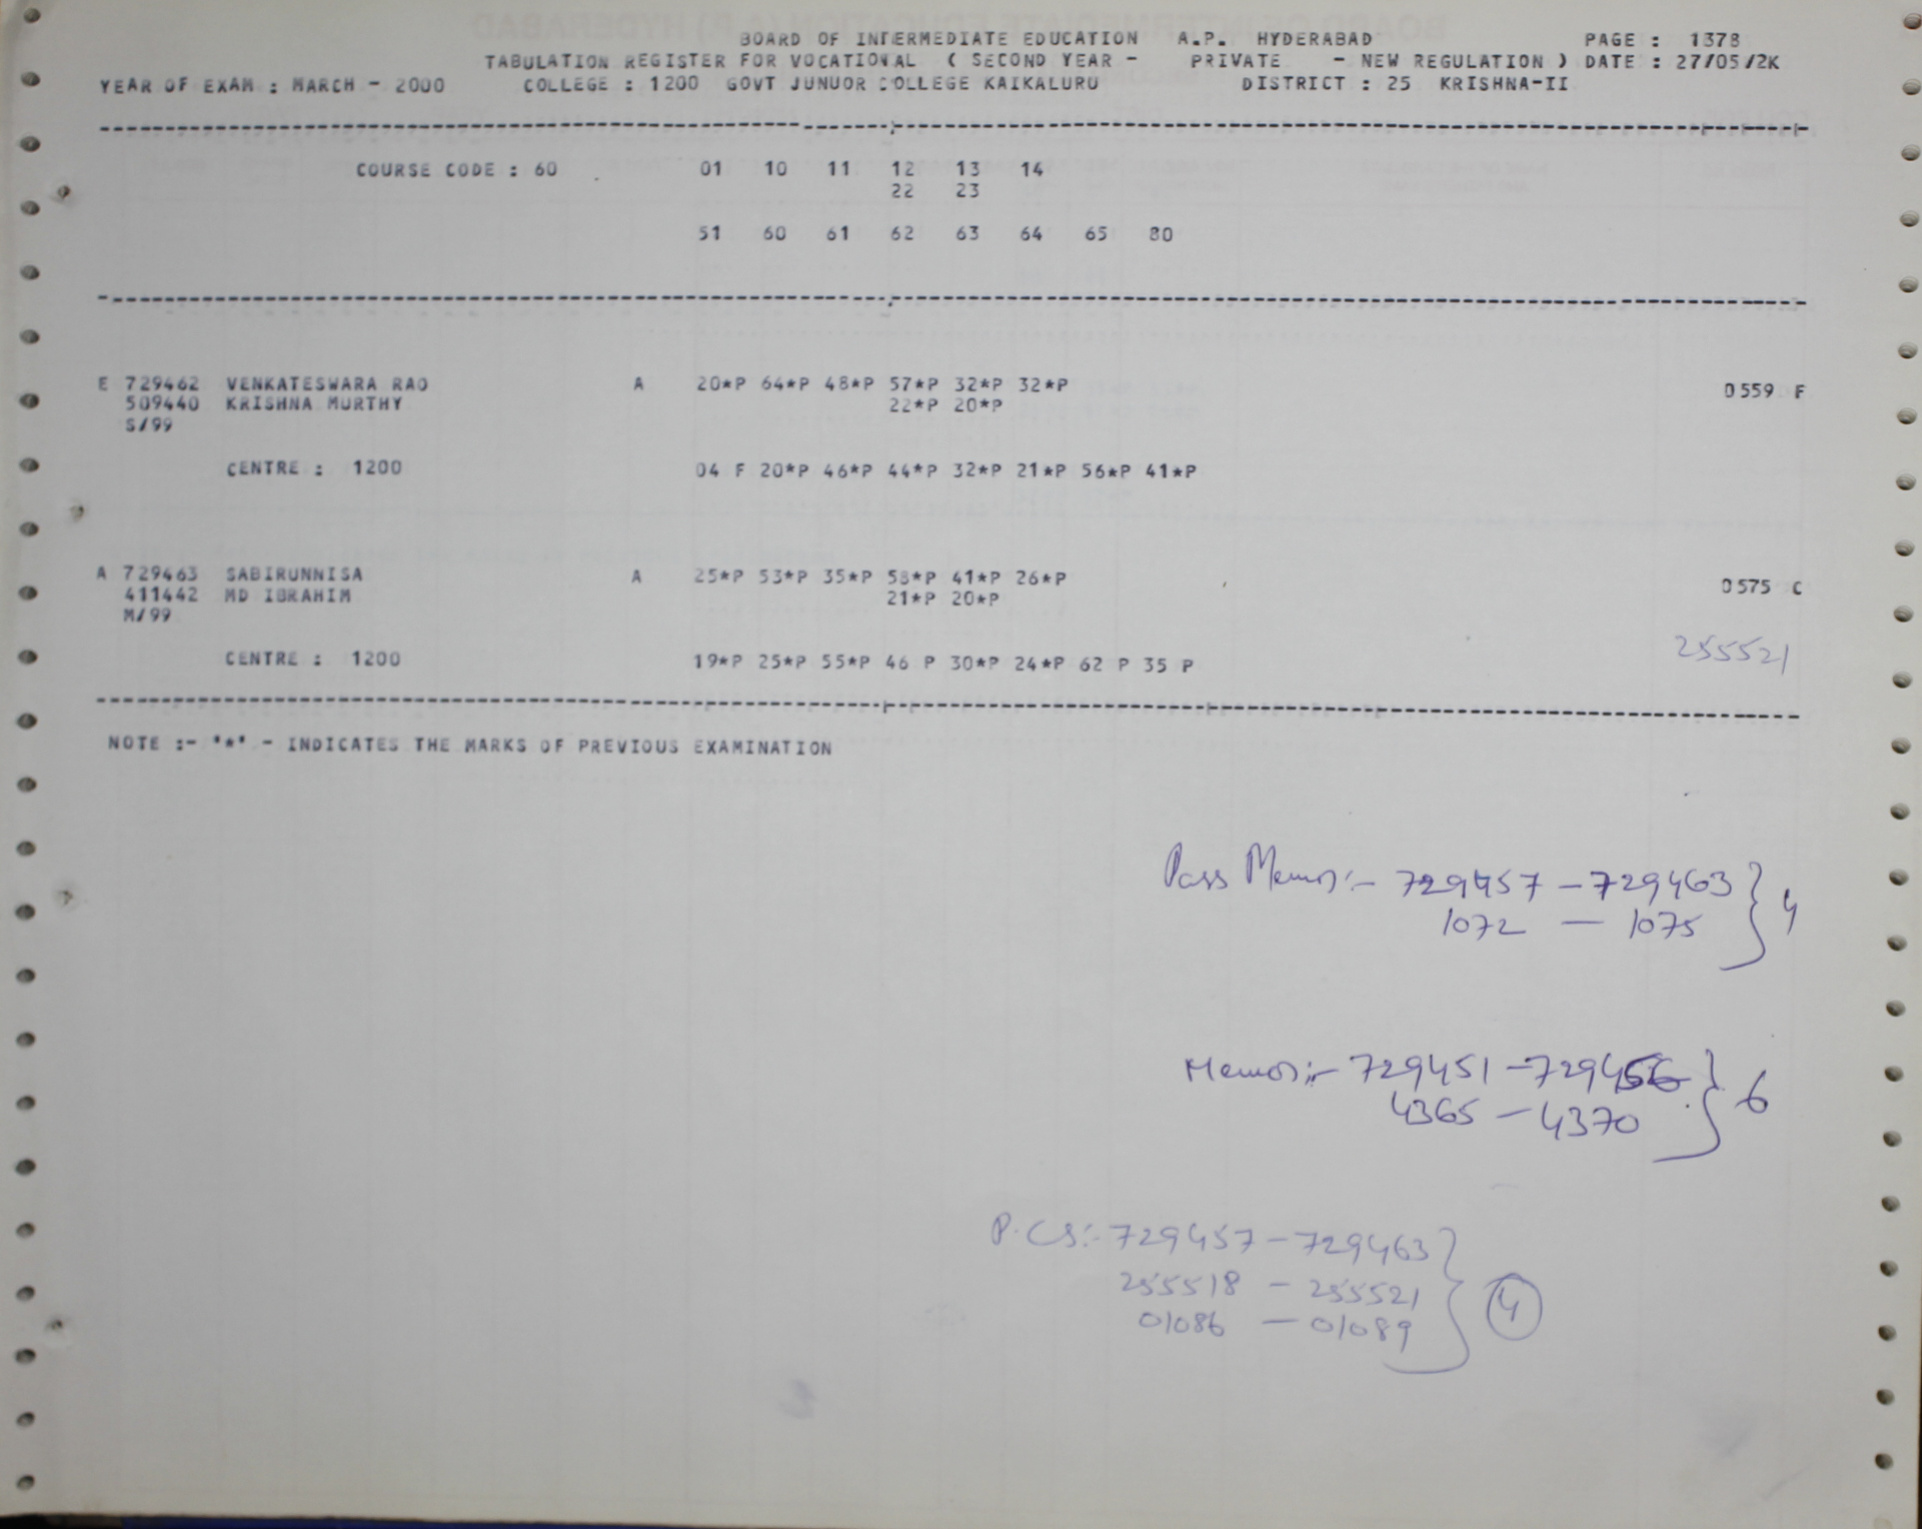 BOARD OF INTERMEDIATE EDUCATION A.P. HYDERABAD PAGE : 1378
TABULATION REGISTER FOR VOCATIONAL ( SECOND YEAR - PRIVATE - NEW REGULATION ) DATE : 27/05/2K
YEAR OF EXAM : MARCH - 2000 COLLEGE : 1200 GOVT JUNUOR COLLEGE KAIKALURU DISTRICT : 25 KRISHNA-II
COURSE CODE : 60 01 10 11 12 13 14
22 23
51 60 61 62 63 64 65 80
E 729462 VENKATESWARA RAO A 20*P 64*P 48*P 57*P 32*P 32*P 0559 F
509440 KRISHNA MURTHY 22*P 20*P
S/99
CENTRE : 1200 04 F 20*P 46*P 44*P 32*P 21*P 56*P 41*P
A 729463 SABIRUNNISA A 25*P 53*P 35*P 58*P 41*P 26*P 0575 C
411442 MD IBRAHIM 21*P 20*P
M/99
255521
CENTRE : 1200 19*P 25*P 55*P 46 P 30*P 24*P 62 P 35 P
NOTE :- '*' - INDICATES THE MARKS OF PREVIOUS EXAMINATION
Pass Memos:- 729457 - 729463 } 4
1072 - 1075
Memos:- 729451 - 729456 } 6
4365 - 4370
P.Cs:- 729457 - 729463 } 4
255518 - 255521
01086 - 01089